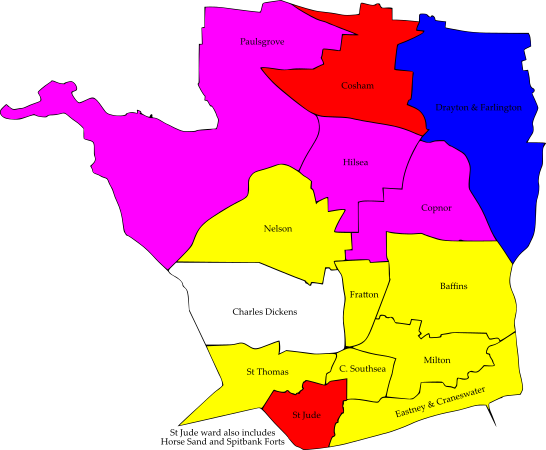 Paulsgrove
Cosham
Drayton & Farlington
Hilsea
Copnor
Nelson
Baffins
Fratton
Charles Dickens
Milton
C. Southsea
St Thomas
Eastney & Craneswater
St Jude
St Jude ward also includes
Horse Sand and Spitbank Forts